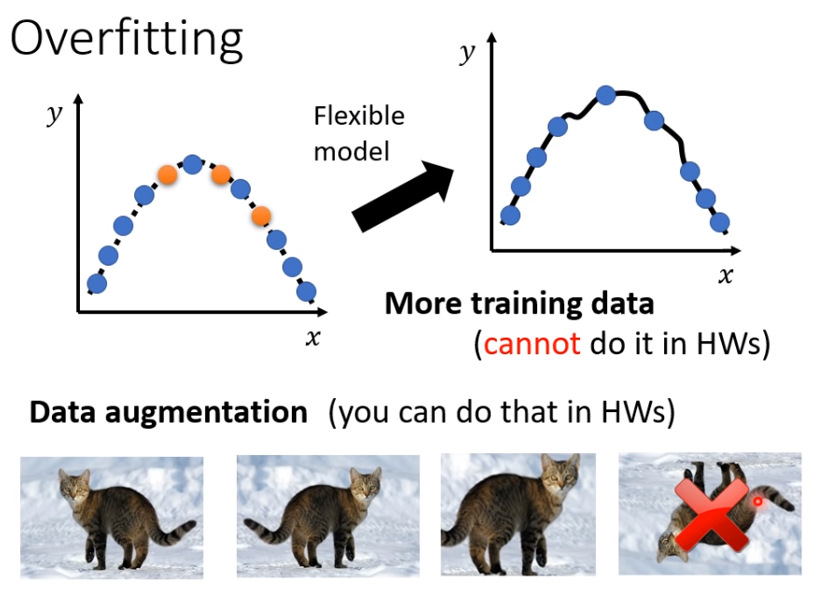 Overfitting
y
x
Flexible
model
y
x
More training data
(cannot do it in HWs)
Data augmentation (you can do that in HWs)